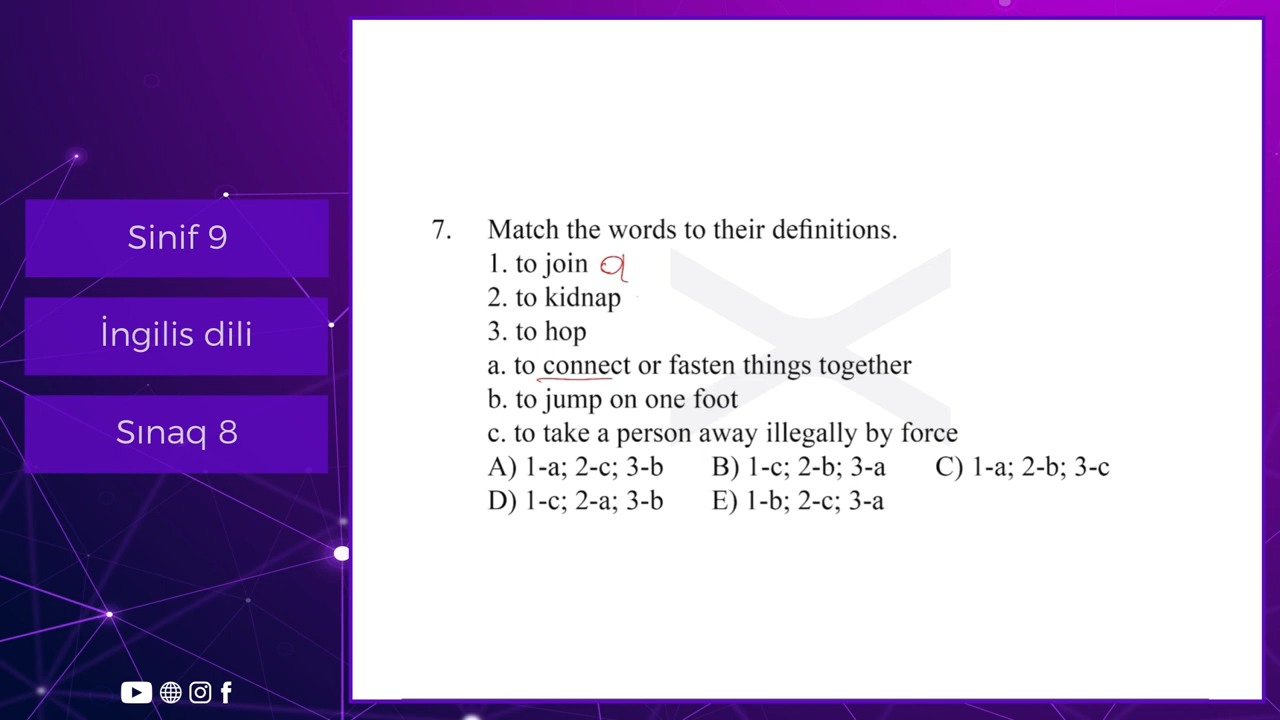 Sinif 9
İngilis dili
Sınaq 8
7. Match the words to their definitions.
1. to join a
2. to kidnap
3. to hop
a. to connect or fasten things together
b. to jump on one foot
c. to take a person away illegally by force
A) 1-a; 2-c; 3-b B) 1-c; 2-b; 3-a C) 1-a; 2-b; 3-c
D) 1-c; 2-a; 3-b E) 1-b; 2-c; 3-a